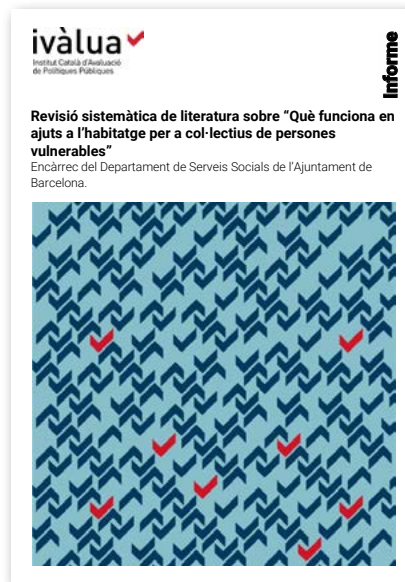 ivàlua
Institut Català d'Avaluació
de Polítiques Públiques
Informe
Revisió sistemàtica de literatura sobre “Què funciona en
ajuts a l’habitatge per a col·lectius de persones
vulnerables”
Encàrrec del Departament de Serveis Socials de l’Ajuntament de
Barcelona.